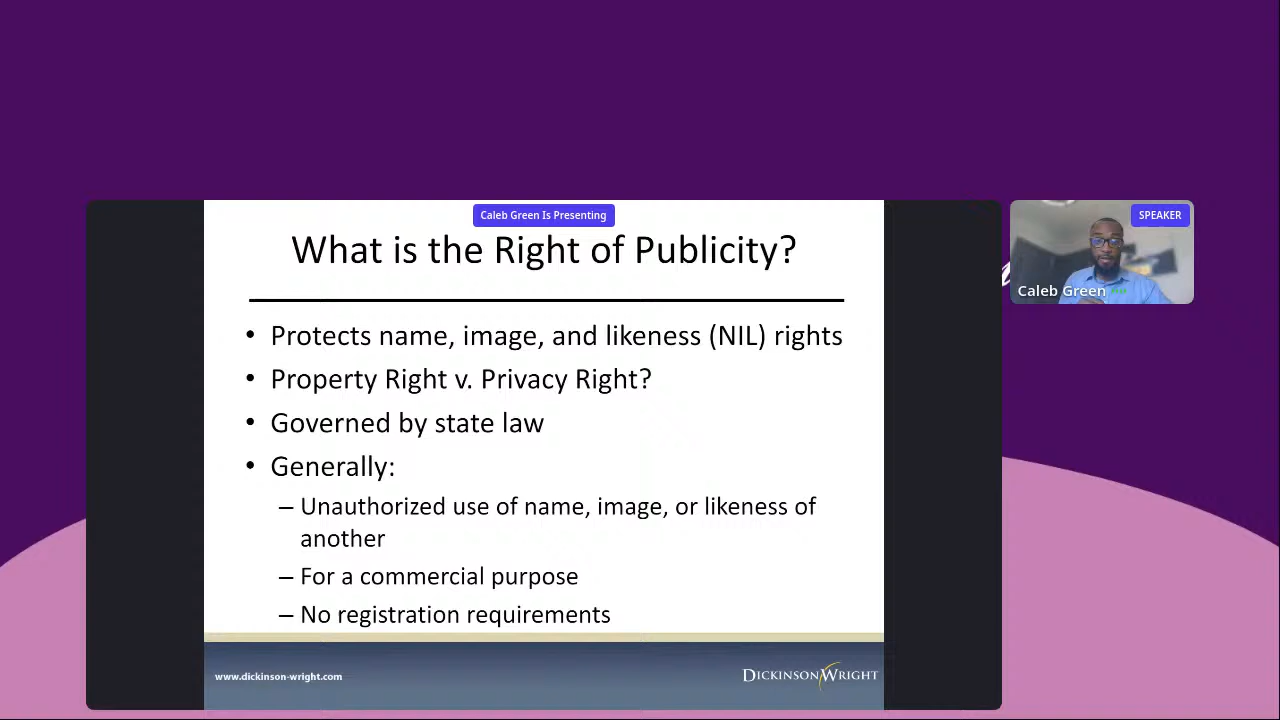 Caleb Green Is Presenting
What is the Right of Publicity?
• Protects name, image, and likeness (NIL) rights
• Property Right v. Privacy Right?
• Governed by state law
• Generally:
– Unauthorized use of name, image, or likeness of
another
– For a commercial purpose
– No registration requirements
www.dickinson-wright.com
DICKINSON WRIGHT
SPEAKER
Caleb Green